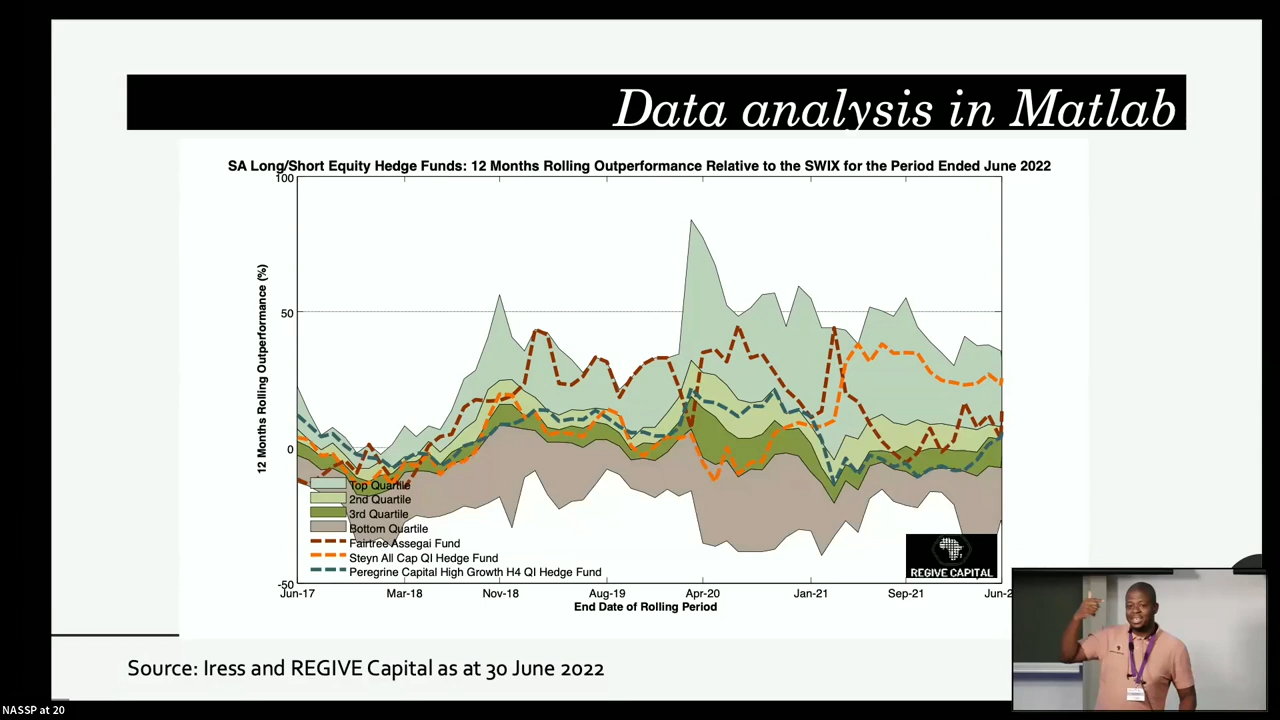 Data analysis in Matlab
SA Long/Short Equity Hedge Funds: 12 Months Rolling Outperformance Relative to the SWIX for the Period Ended June 2022
100
50
0
-50
12 Months Rolling Outperformance (%)
Top Quartile
2nd Quartile
3rd Quartile
Bottom Quartile
Fairtree Assegai Fund
Steyn All Cap QI Hedge Fund
Peregrine Capital High Growth H4 QI Hedge Fund
REGIVE CAPITAL
Jun-17 Mar-18 Nov-18 Aug-19 Apr-20 Jan-21 Sep-21 Jun-2
End Date of Rolling Period
Source: Iress and REGIVE Capital as at 30 June 2022
NASSP at 20